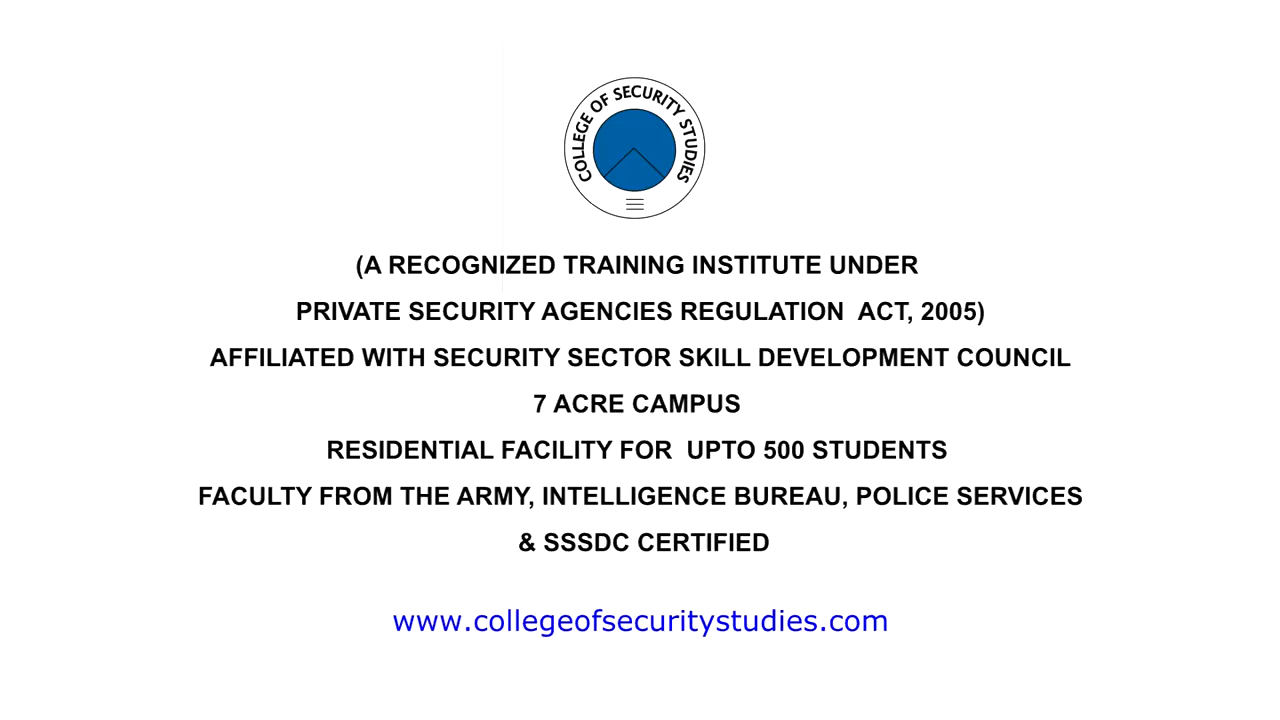 COLLEGE OF SECURITY STUDIES
(A RECOGNIZED TRAINING INSTITUTE UNDER
PRIVATE SECURITY AGENCIES REGULATION ACT, 2005)
AFFILIATED WITH SECURITY SECTOR SKILL DEVELOPMENT COUNCIL
7 ACRE CAMPUS
RESIDENTIAL FACILITY FOR UPTO 500 STUDENTS
FACULTY FROM THE ARMY, INTELLIGENCE BUREAU, POLICE SERVICES
& SSSDC CERTIFIED
www.collegeofsecuritystudies.com